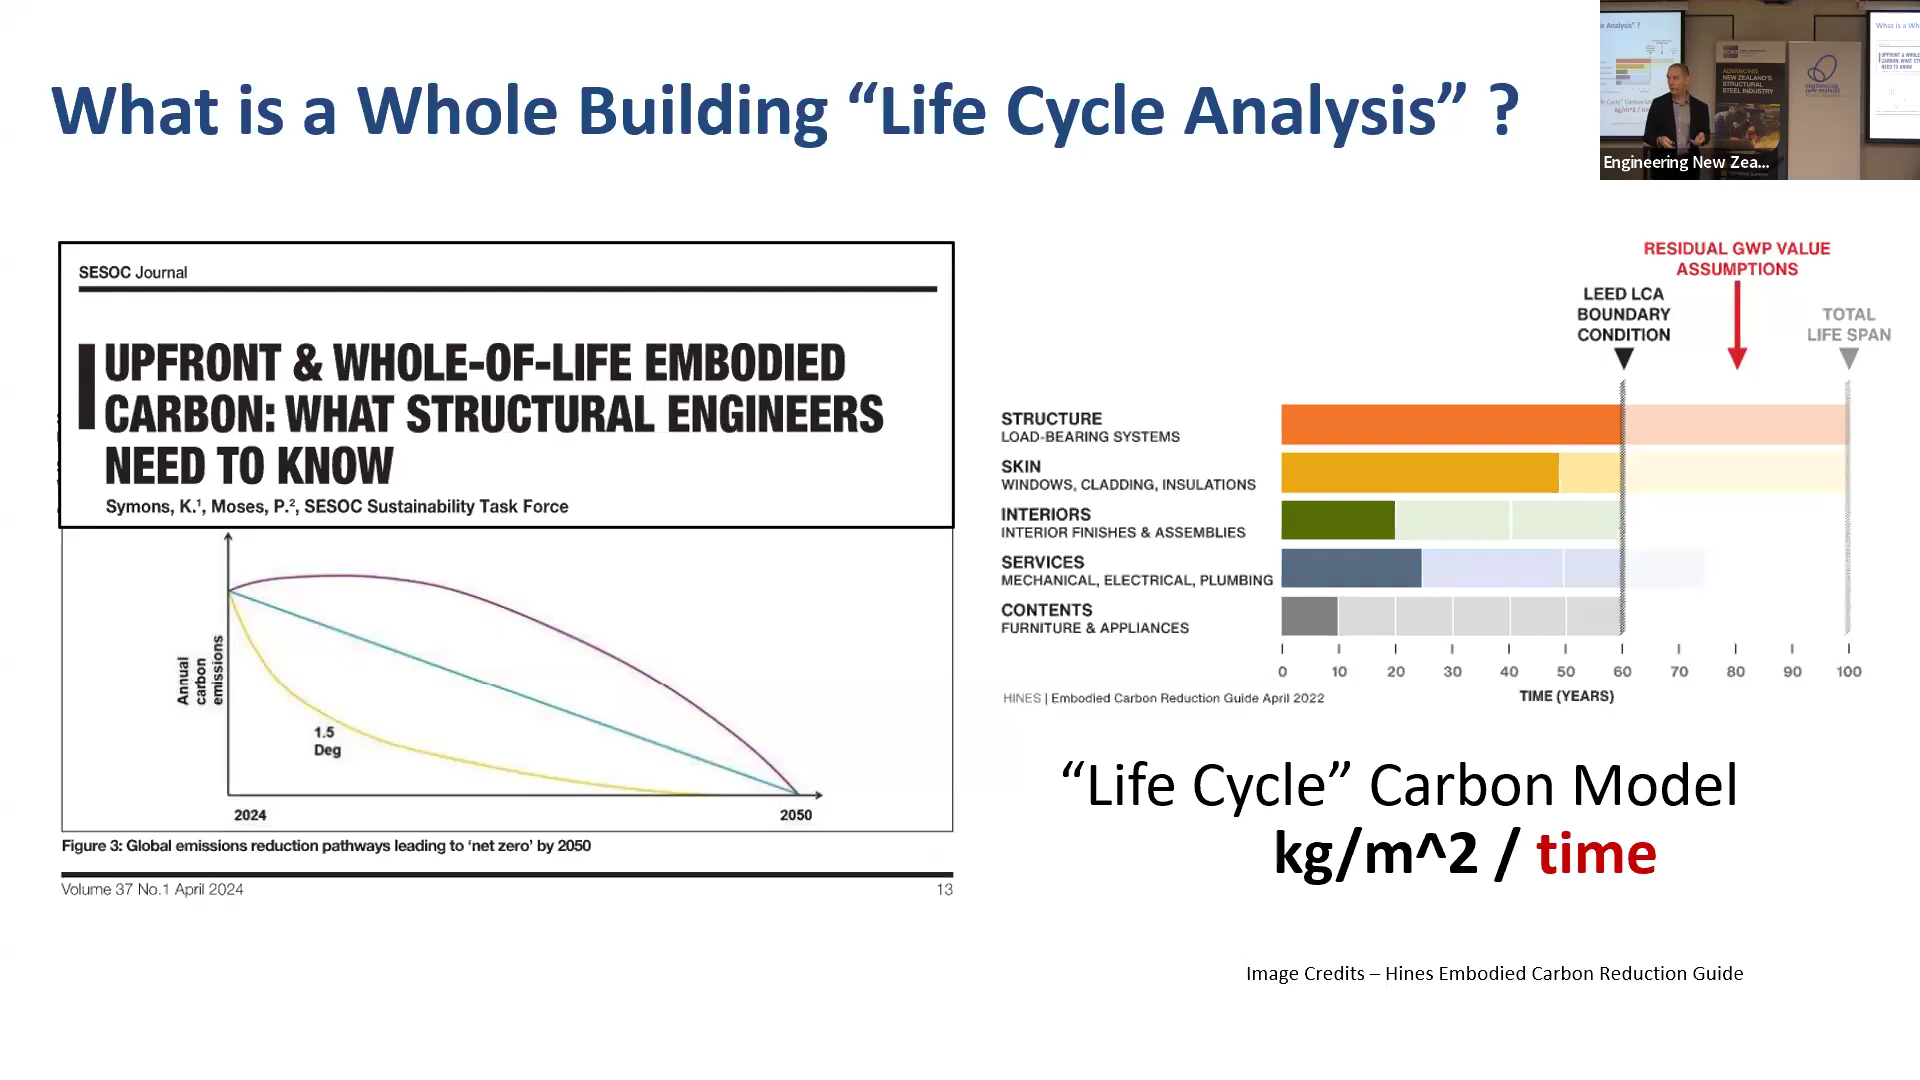 What is a Whole Building “Life Cycle Analysis” ?
Engineering New Zea...
ADVANCING
NEW ZEALAND'S
STRUCTURAL
STEEL INDUSTRY
SESOC Journal
UPFRONT & WHOLE-OF-LIFE EMBODIED
CARBON: WHAT STRUCTURAL ENGINEERS
NEED TO KNOW
Symons, K.¹, Moses, P.², SESOC Sustainability Task Force
Annual
carbon
emissions
1.5
Deg
2024
2050
Figure 3: Global emissions reduction pathways leading to ‘net zero’ by 2050
Volume 37 No.1 April 2024
13
RESIDUAL GWP VALUE
ASSUMPTIONS
LEED LCA
BOUNDARY
CONDITION
TOTAL
LIFE SPAN
STRUCTURE
LOAD-BEARING SYSTEMS
SKIN
WINDOWS, CLADDING, INSULATIONS
INTERIORS
INTERIOR FINISHES & ASSEMBLIES
SERVICES
MECHANICAL, ELECTRICAL, PLUMBING
CONTENTS
FURNITURE & APPLIANCES
0 10 20 30 40 50 60 70 80 90 100
TIME (YEARS)
HINES | Embodied Carbon Reduction Guide April 2022
“Life Cycle” Carbon Model
kg/m^2 / time
Image Credits – Hines Embodied Carbon Reduction Guide